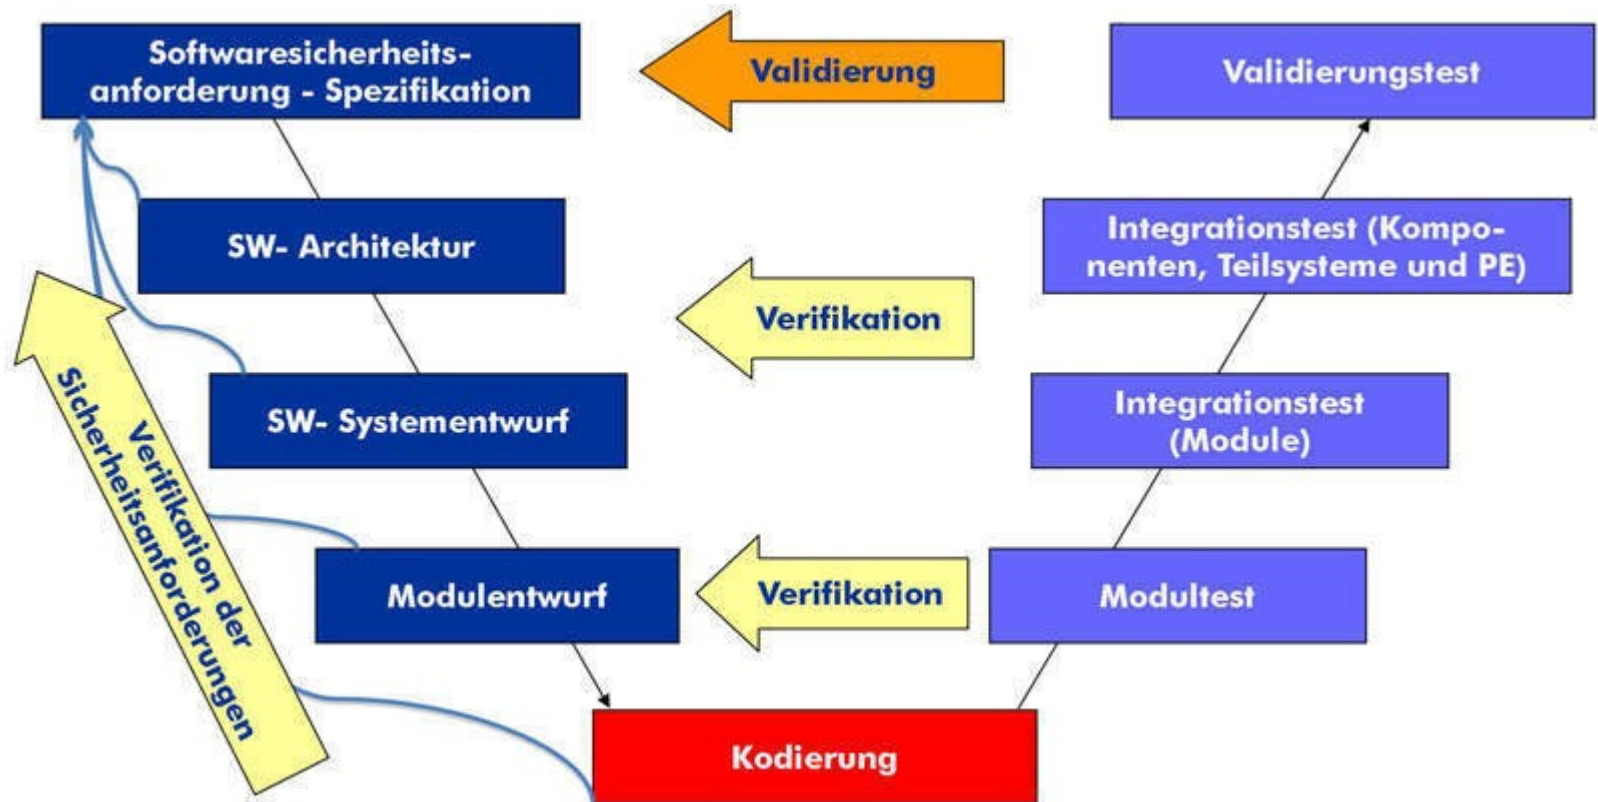 Softwaresicherheits-
anforderung - Spezifikation
Validierung
Validierungstest
SW- Architektur
Integrationstest (Kompo-
nenten, Teilsysteme und PE)
Verifikation
SW- Systementwurf
Integrationstest
(Module)
Verifikation der
Sicherheitsanforderungen
Modulentwurf
Verifikation
Modultest
Kodierung